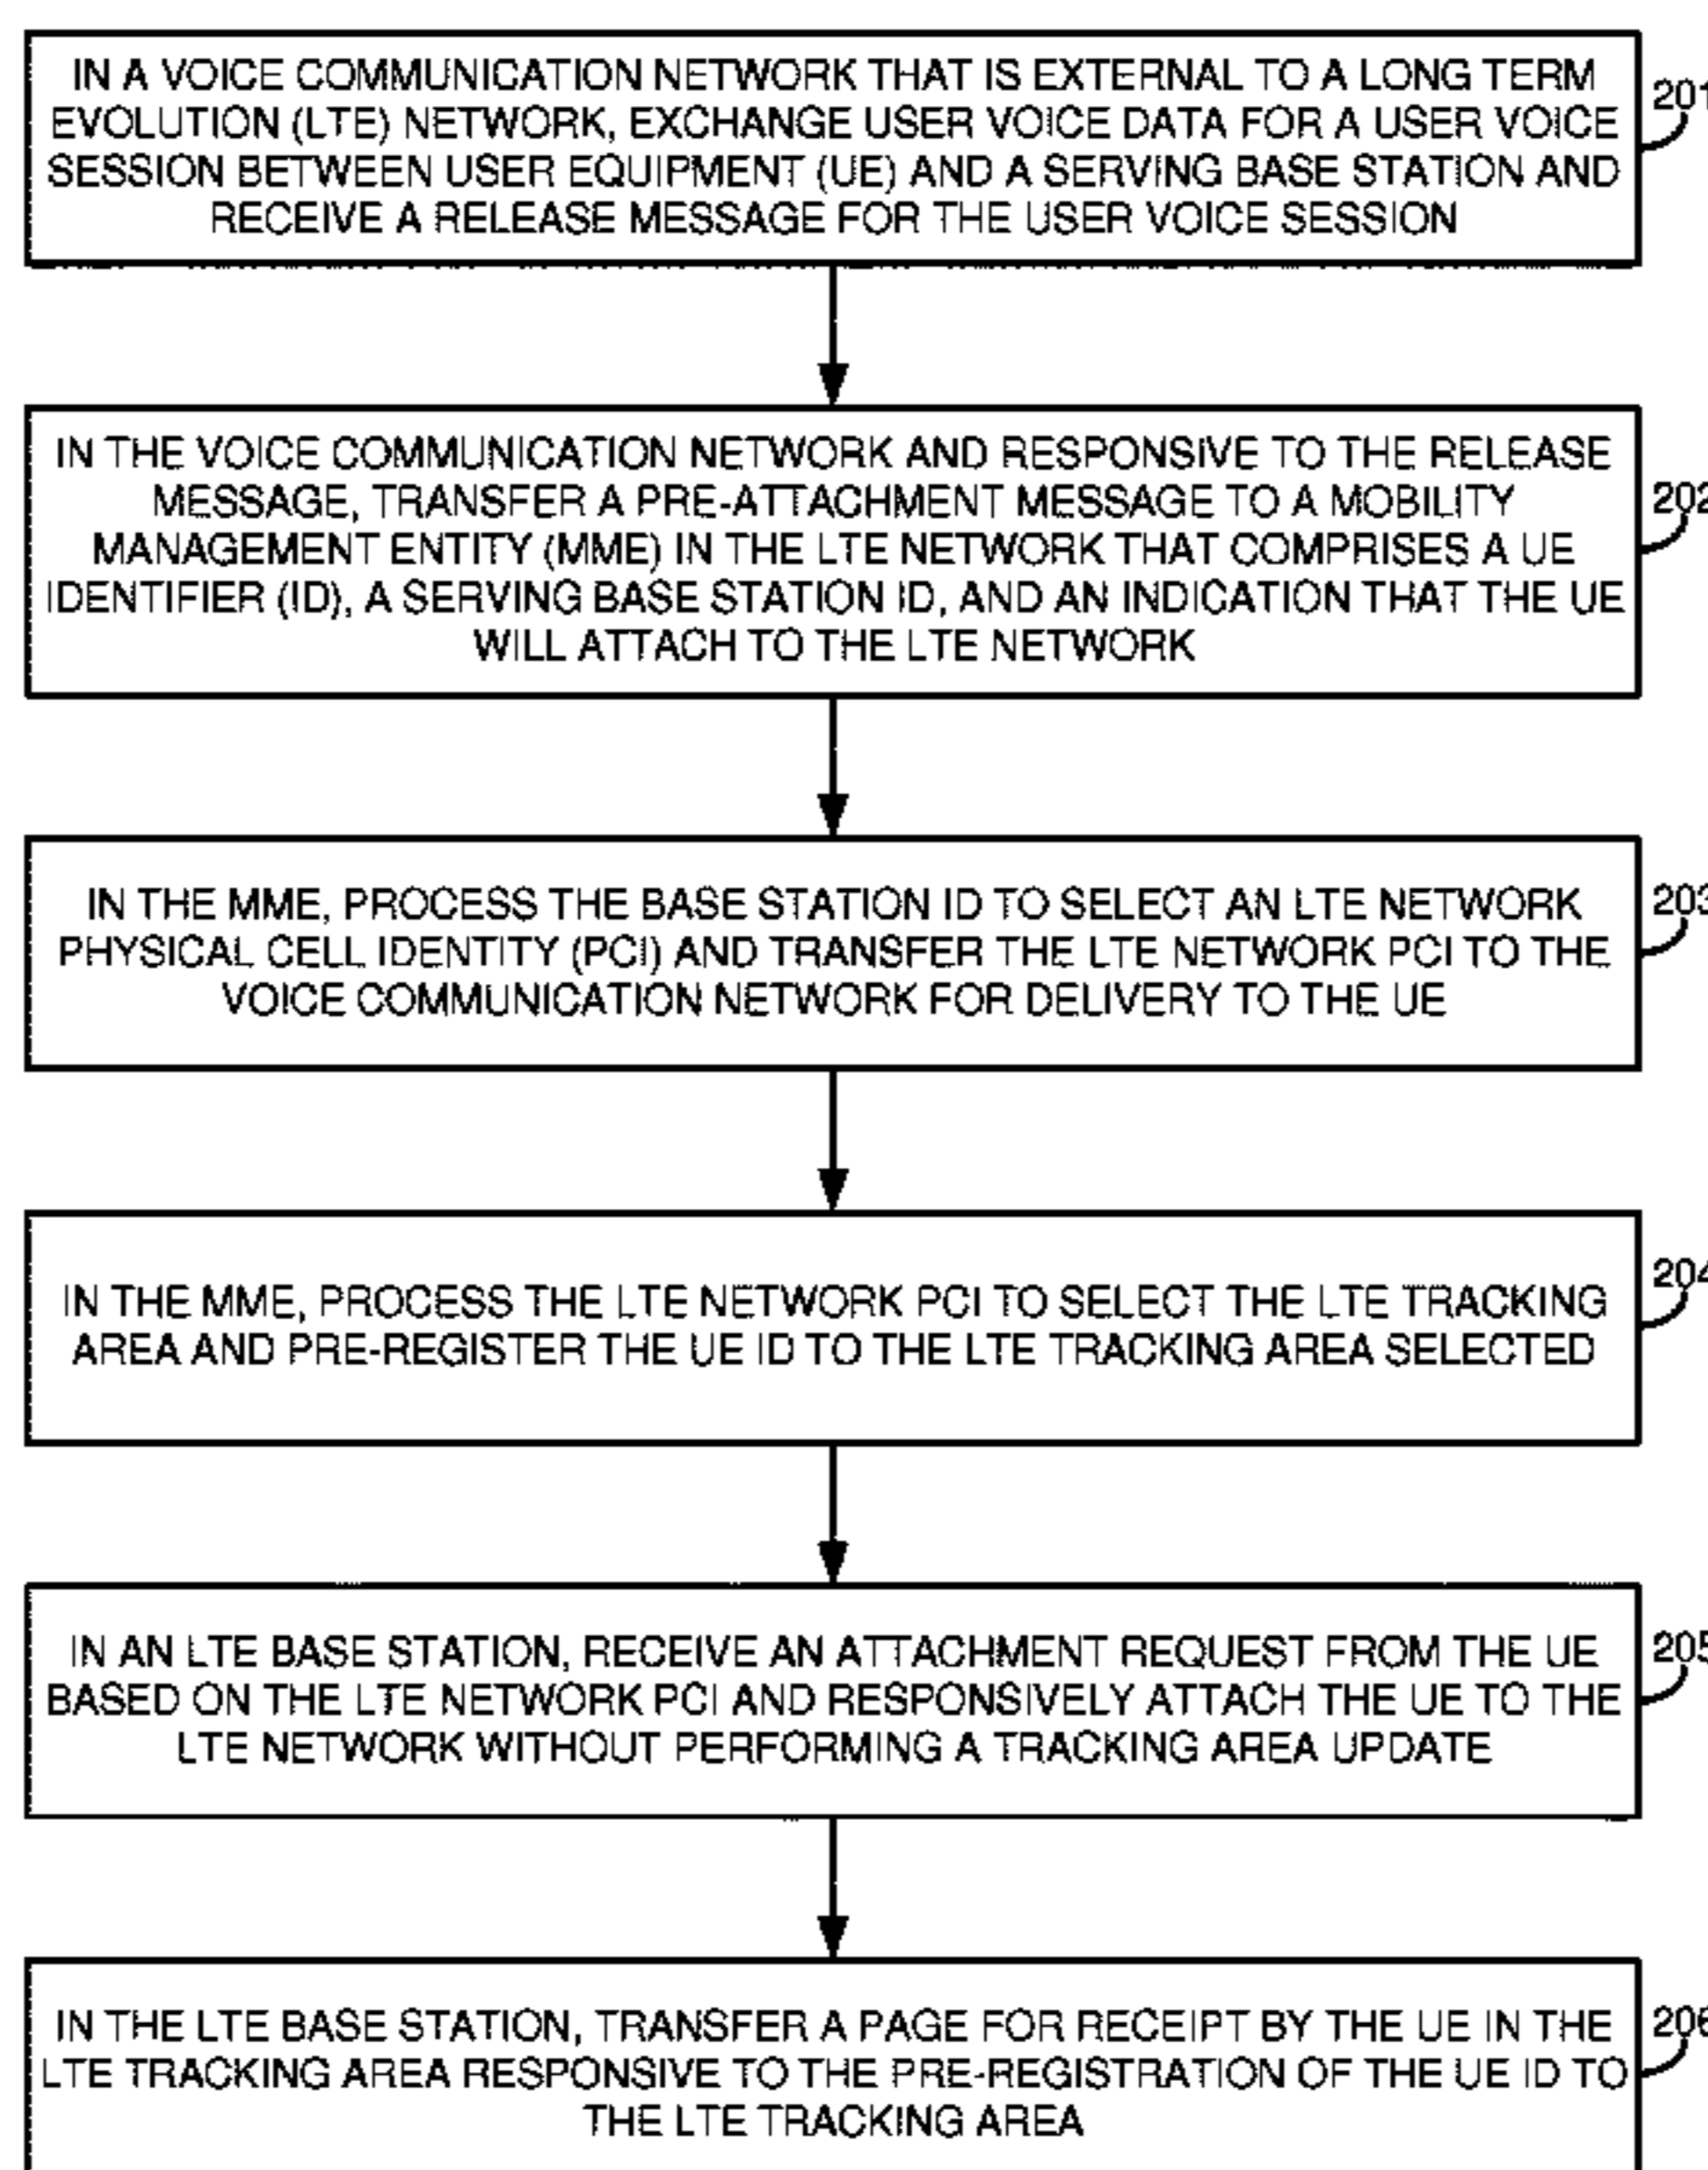 IN A VOICE COMMUNICATION NETWORK THAT IS EXTERNAL TO A LONG TERM
EVOLUTION (LTE) NETWORK, EXCHANGE USER VOICE DATA FOR A USER VOICE
SESSION BETWEEN USER EQUIPMENT (UE) AND A SERVING BASE STATION AND
RECEIVE A RELEASE MESSAGE FOR THE USER VOICE SESSION
201
IN THE VOICE COMMUNICATION NETWORK AND RESPONSIVE TO THE RELEASE
MESSAGE, TRANSFER A PRE-ATTACHMENT MESSAGE TO A MOBILITY
MANAGEMENT ENTITY (MME) IN THE LTE NETWORK THAT COMPRISES A UE
IDENTIFIER (ID), A SERVING BASE STATION ID, AND AN INDICATION THAT THE UE
WILL ATTACH TO THE LTE NETWORK
202
IN THE MME, PROCESS THE BASE STATION ID TO SELECT AN LTE NETWORK
PHYSICAL CELL IDENTITY (PCI) AND TRANSFER THE LTE NETWORK PCI TO THE
VOICE COMMUNICATION NETWORK FOR DELIVERY TO THE UE
203
IN THE MME, PROCESS THE LTE NETWORK PCI TO SELECT THE LTE TRACKING
AREA AND PRE-REGISTER THE UE ID TO THE LTE TRACKING AREA SELECTED
204
IN AN LTE BASE STATION, RECEIVE AN ATTACHMENT REQUEST FROM THE UE
BASED ON THE LTE NETWORK PCI AND RESPONSIVELY ATTACH THE UE TO THE
LTE NETWORK WITHOUT PERFORMING A TRACKING AREA UPDATE
205
IN THE LTE BASE STATION, TRANSFER A PAGE FOR RECEIPT BY THE UE IN THE
LTE TRACKING AREA RESPONSIVE TO THE PRE-REGISTRATION OF THE UE ID TO
THE LTE TRACKING AREA
206